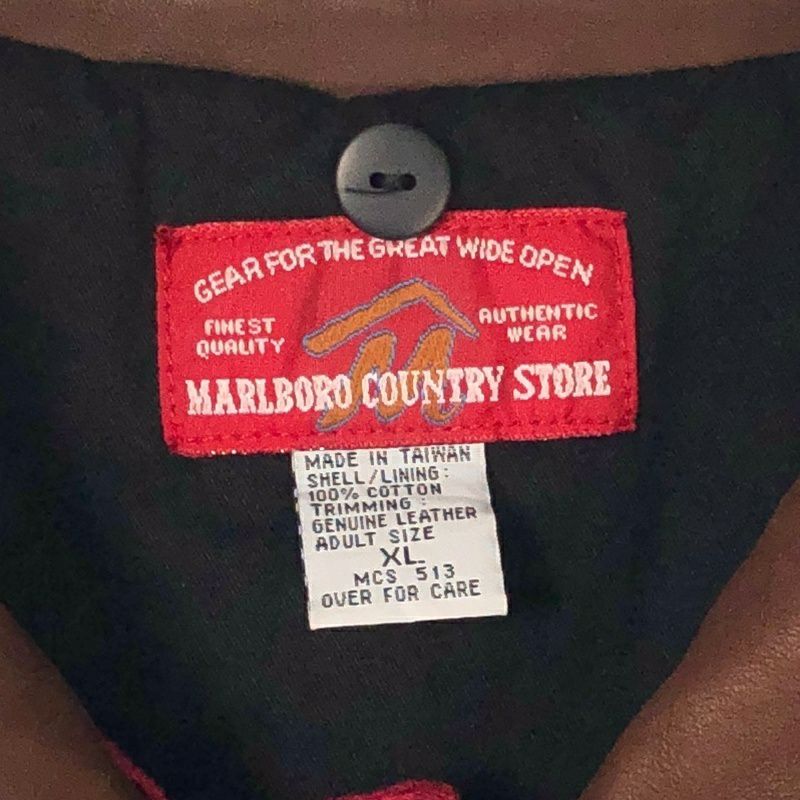 GEAR FOR THE GREAT WIDE OPEN
FINEST
QUALITY
AUTHENTIC
WEAR
MARLBORO COUNTRY STORE
MADE IN TAIWAN
SHELL/LINING:
100% COTTON
TRIMMING:
GENUINE LEATHER
ADULT SIZE
XL
MCS 513
OVER FOR CARE